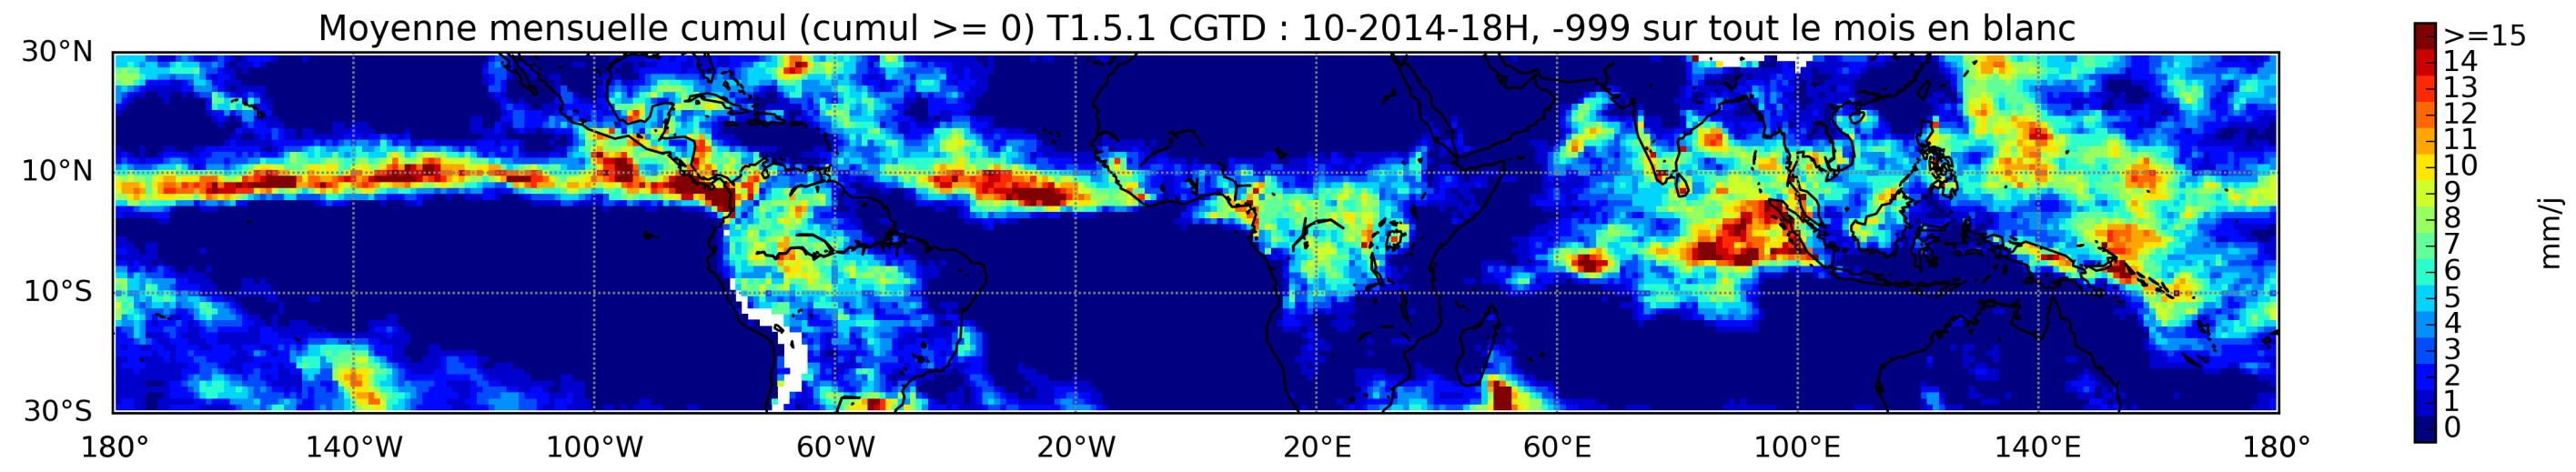 Moyenne mensuelle cumul (cumul >= 0) T1.5.1 CGTD : 10-2014-18H, -999 sur tout le mois en blanc
30°N
10°N
10°S
30°S
180° 140°W 100°W 60°W 20°W 20°E 60°E 100°E 140°E 180°
>=15
14
13
12
11
10
9
8
7
6
5
4
3
2
1
0
mm/j